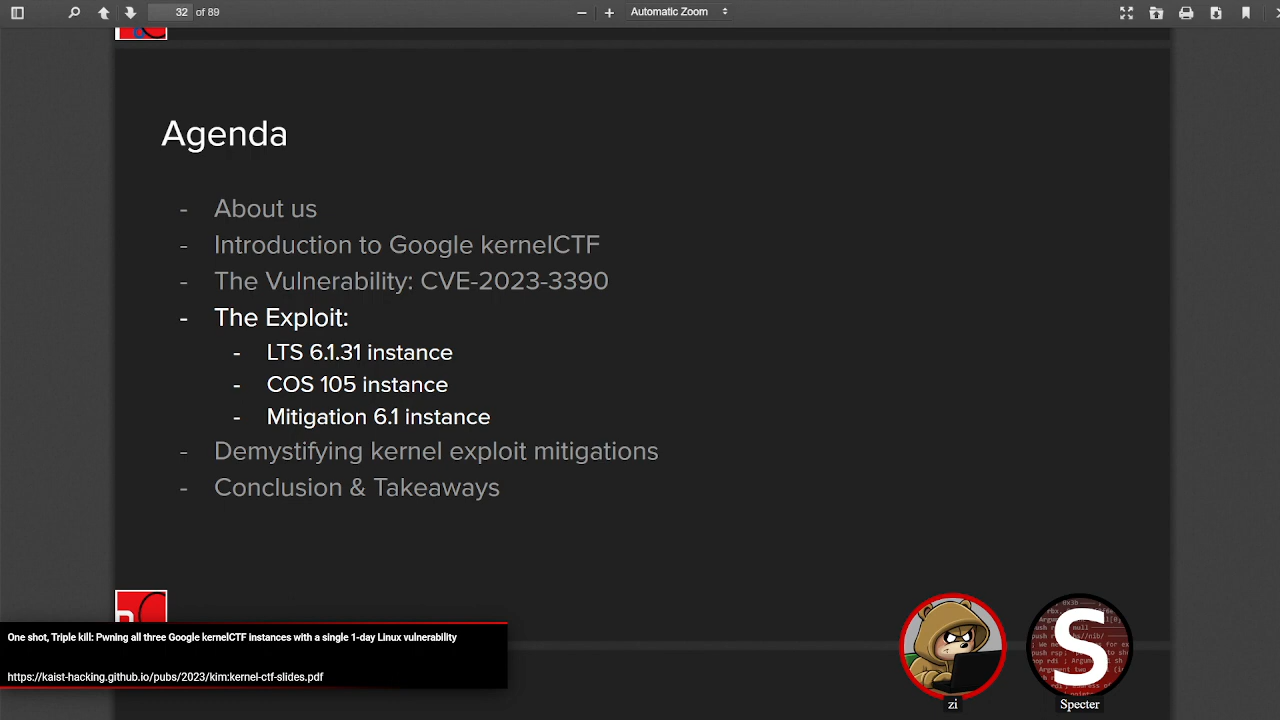 32 of 89
Automatic Zoom
Agenda
- About us
- Introduction to Google kernelCTF
- The Vulnerability: CVE-2023-3390
- The Exploit:
- LTS 6.1.31 instance
- COS 105 instance
- Mitigation 6.1 instance
- Demystifying kernel exploit mitigations
- Conclusion & Takeaways
One shot, Triple kill: Pwning all three Google kernelCTF instances with a single 1-day Linux vulnerability
https://kaist-hacking.github.io/pubs/2023/kim:kernel-ctf-slides.pdf
S
zi
Specter